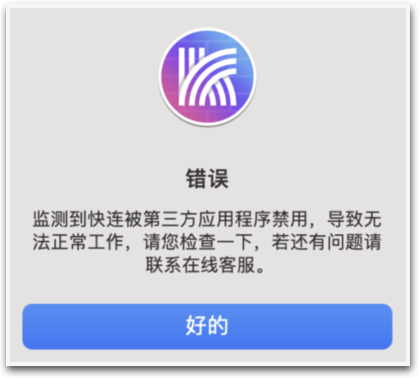 错误
监测到快连被第三方应用程序禁用，导致无
法正常工作，请您检查一下，若还有问题请
联系在线客服。
好的